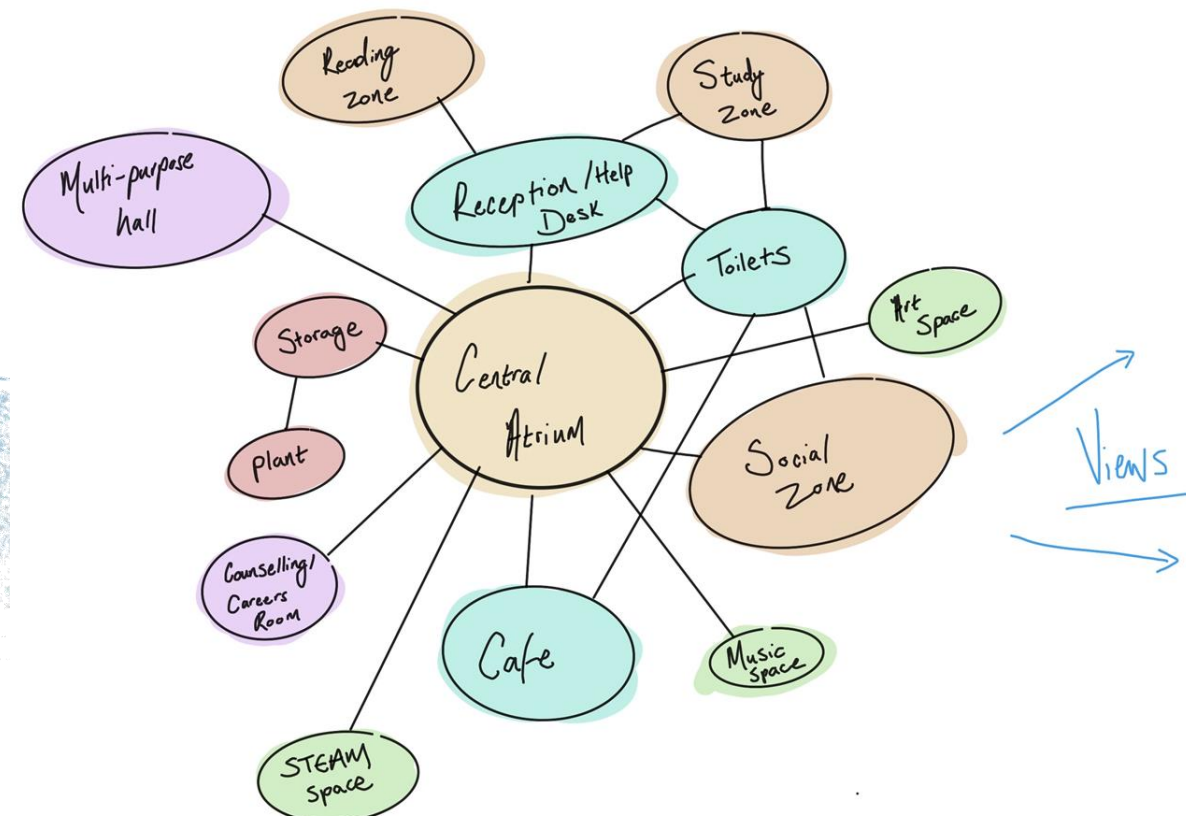 Reading
zone
Study
zone
Multi-purpose
hall
Reception / Help
Desk
Toilets
Art
Space
Storage
Central
Atrium
plant
Social
Zone
Views
Counselling/
Careers
Room
Cafe
Music
space
STEAM
space